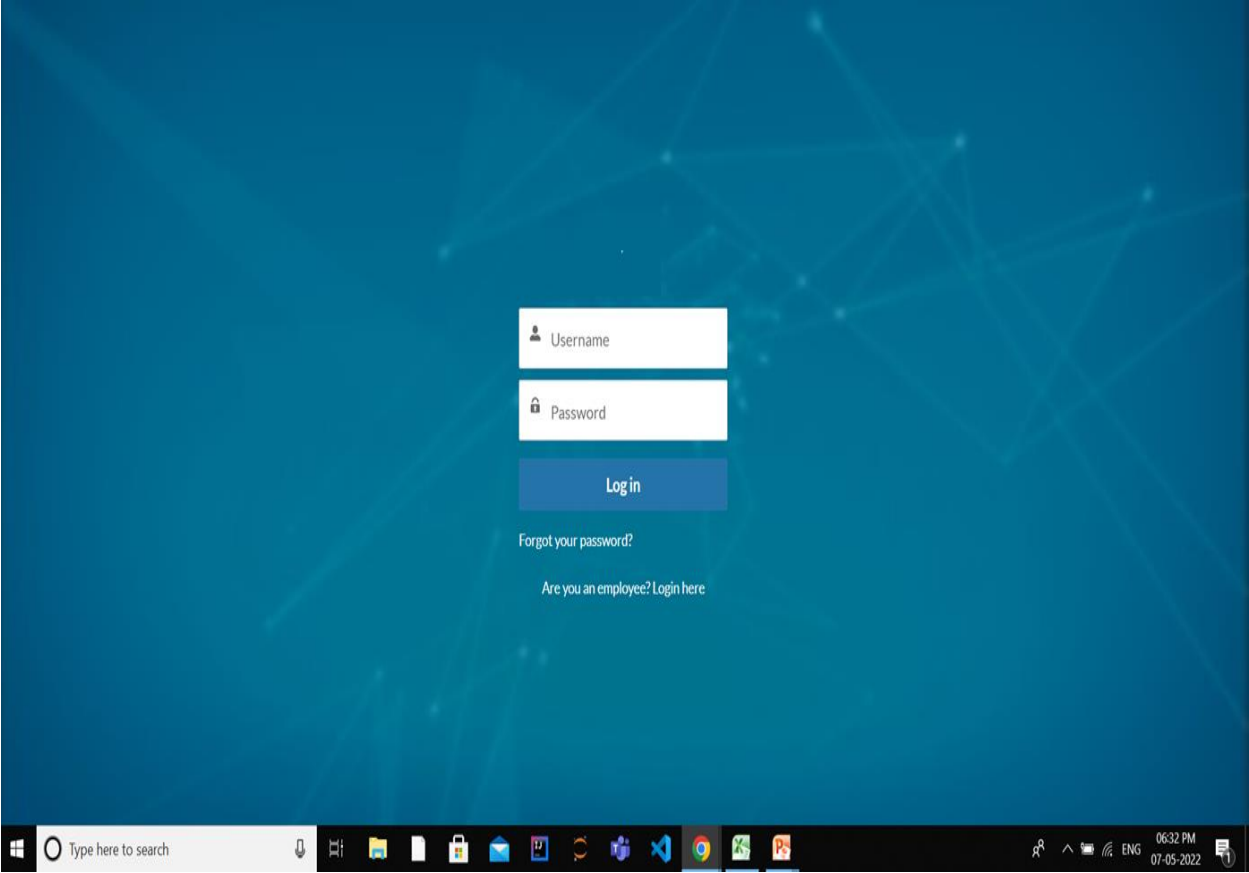 Username
Password
Log in
Forgot your password?
Are you an employee? Login here
Type here to search
ENG
06:32 PM
07-05-2022
1